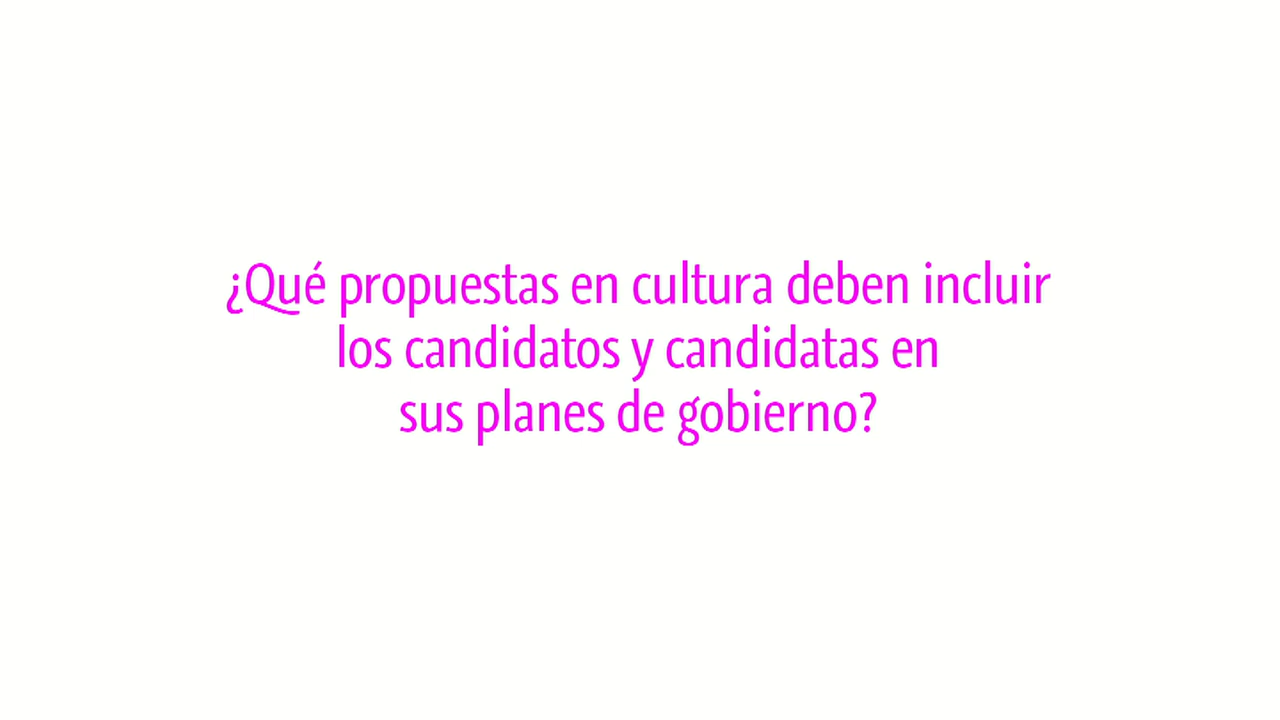 ¿Qué propuestas en cultura deben incluir
los candidatos y candidatas en
sus planes de gobierno?